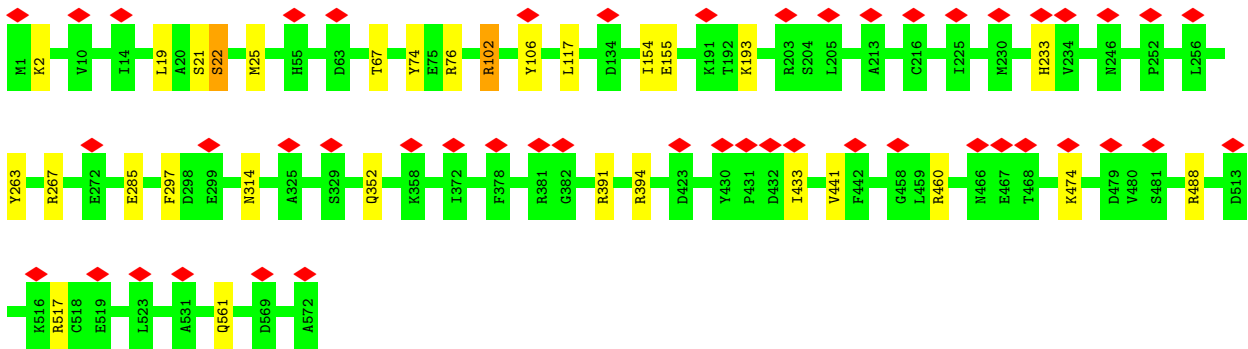 M1 K2 V10 I14 L19 A20 S21 S22 M25 H55 D63 T67 Y74 E75 R76 R102 Y106 L117 D134 I154 E155 K191 T192 K193 R203 S204 L205 A213 C216 I225 M230 H233 V234 N246 P252 L256
Y263 R267 E272 E285 F297 D298 E299 N314 A325 S329 Q352 K358 I372 F378 R381 G382 R391 R394 D423 Y430 P431 D432 I433 V441 F442 G458 L459 R460 N466 E467 T468 K474 D479 V480 S481 R488 D513
K516 R517 C518 E519 L523 A531 Q561 D569 A572